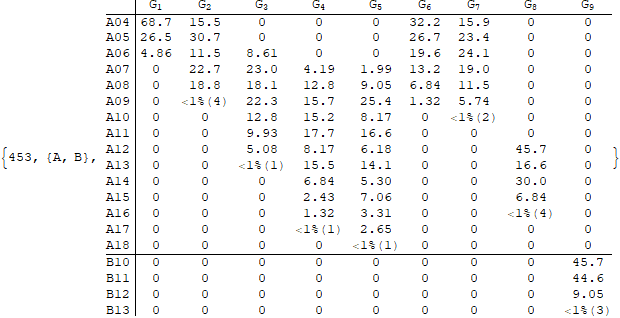 G1 G2 G3 G4 G5 G6 G7 G8 G9
A04 68.7 15.5 0 0 0 32.2 15.9 0 0
A05 26.5 30.7 0 0 0 26.7 23.4 0 0
A06 4.86 11.5 8.61 0 0 19.6 24.1 0 0
A07 0 22.7 23.0 4.19 1.99 13.2 19.0 0 0
A08 0 18.8 18.1 12.8 9.05 6.84 11.5 0 0
A09 0 <1%(4) 22.3 15.7 25.4 1.32 5.74 0 0
A10 0 0 12.8 15.2 8.17 0 <1%(2) 0 0
A11 0 0 9.93 17.7 16.6 0 0 0 0
A12 0 0 5.08 8.17 6.18 0 0 45.7 0
{453, {A, B}, A13 0 0 <1%(1) 15.5 14.1 0 0 16.6 0 }
A14 0 0 0 6.84 5.30 0 0 30.0 0
A15 0 0 0 2.43 7.06 0 0 6.84 0
A16 0 0 0 1.32 3.31 0 0 <1%(4) 0
A17 0 0 0 <1%(1) 2.65 0 0 0 0
A18 0 0 0 0 <1%(1) 0 0 0 0
B10 0 0 0 0 0 0 0 0 45.7
B11 0 0 0 0 0 0 0 0 44.6
B12 0 0 0 0 0 0 0 0 9.05
B13 0 0 0 0 0 0 0 0 <1%(3)